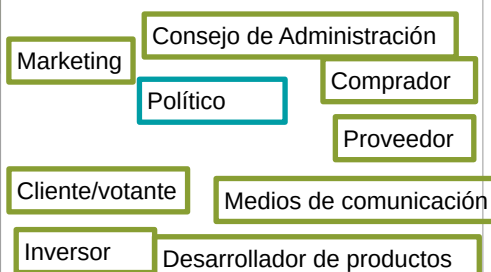 Consejo de Administración
Marketing
Comprador
Político
Proveedor
Cliente/votante
Medios de comunicación
Inversor
Desarrollador de productos